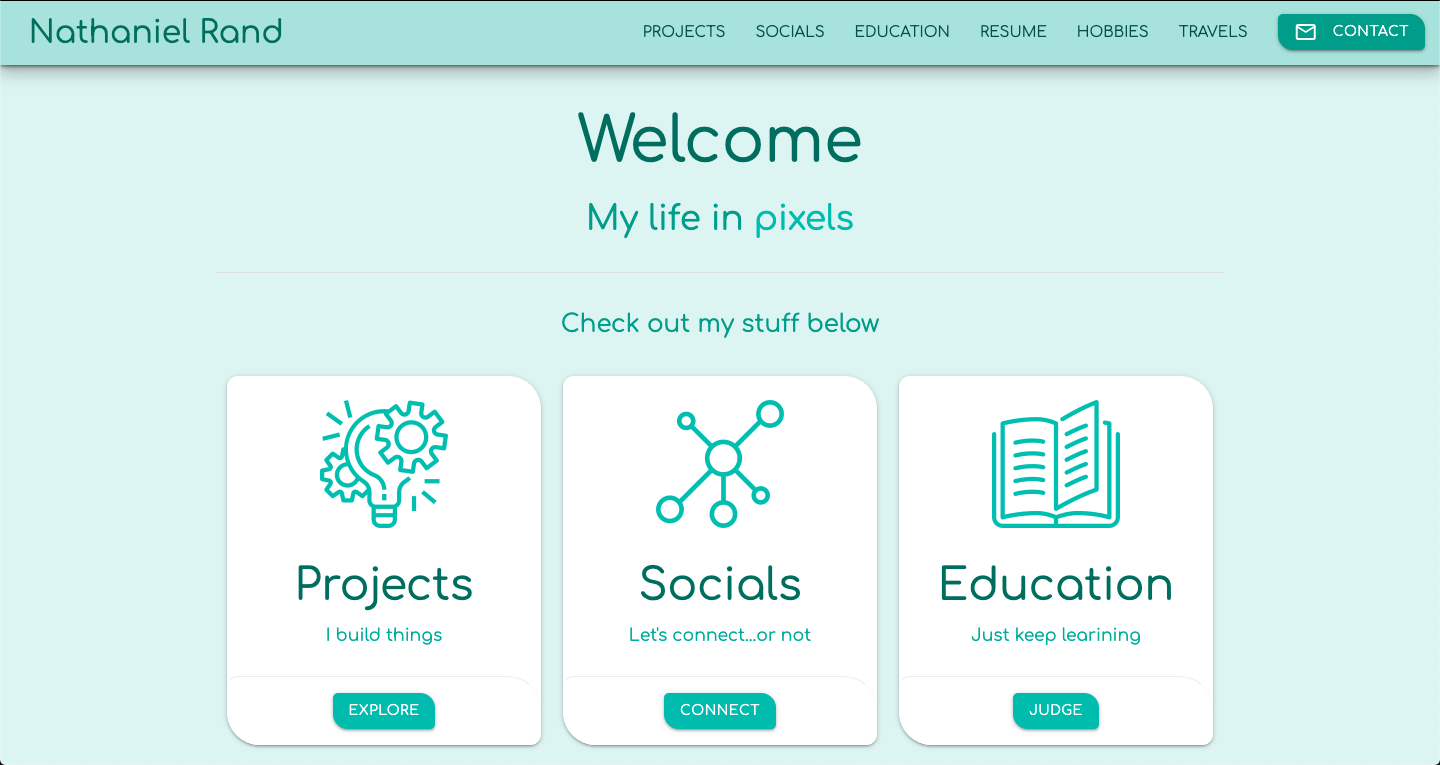 Nathaniel Rand
PROJECTS SOCIALS EDUCATION RESUME HOBBIES TRAVELS CONTACT
Welcome
My life in pixels
Check out my stuff below
Projects
I build things
EXPLORE
Socials
Let's connect...or not
CONNECT
Education
Just keep learining
JUDGE